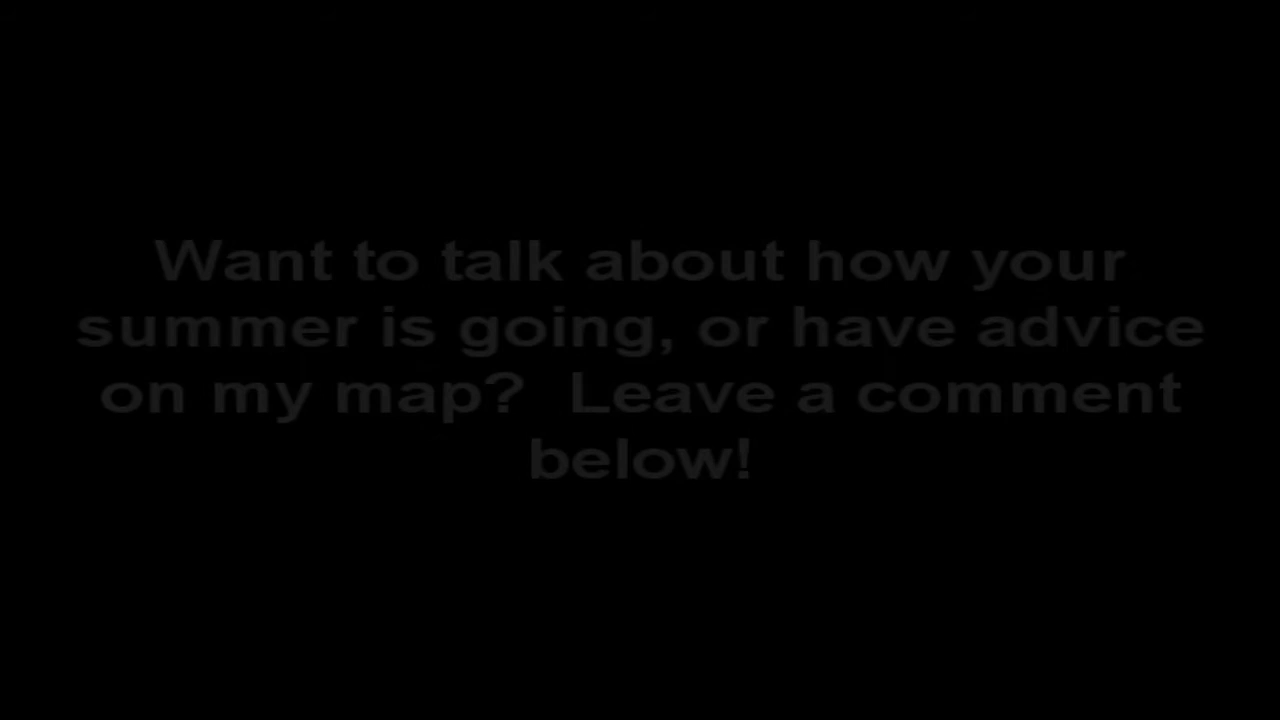 Want to talk about how your
summer is going, or have advice
on my map?  Leave a comment
below!